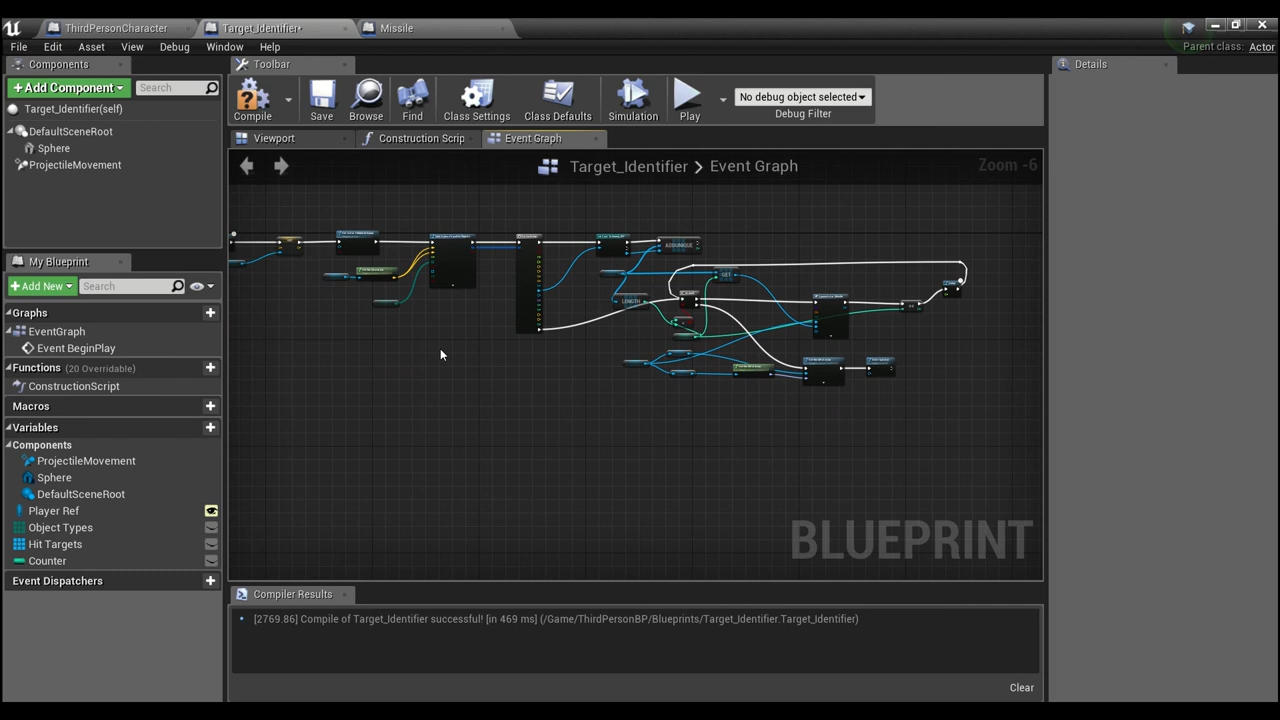 ThirdPersonCharacter
Target_Identifier•
Missile
File
Edit
Asset
View
Debug
Window
Help
Parent class: Actor
Components
Toolbar
Details
Add Component
Search
Target_Identifier(self)
DefaultSceneRoot
Sphere
ProjectileMovement
Compile
Save
Browse
Find
Class Settings
Class Defaults
Simulation
Play
No debug object selected
Debug Filter
Viewport
Construction Scrip
Event Graph
Target_Identifier > Event Graph
Zoom -6
ADDUNIQUE
GET
LENGTH
BLUEPRINT
My Blueprint
Add New
Search
Graphs
EventGraph
Event BeginPlay
Functions (20 Overridable)
ConstructionScript
Macros
Variables
Components
ProjectileMovement
Sphere
DefaultSceneRoot
Player Ref
Object Types
Hit Targets
Counter
Event Dispatchers
Compiler Results
[2769.86] Compile of Target_Identifier successful! [in 469 ms] (/Game/ThirdPersonBP/Blueprints/Target_Identifier.Target_Identifier)
Clear